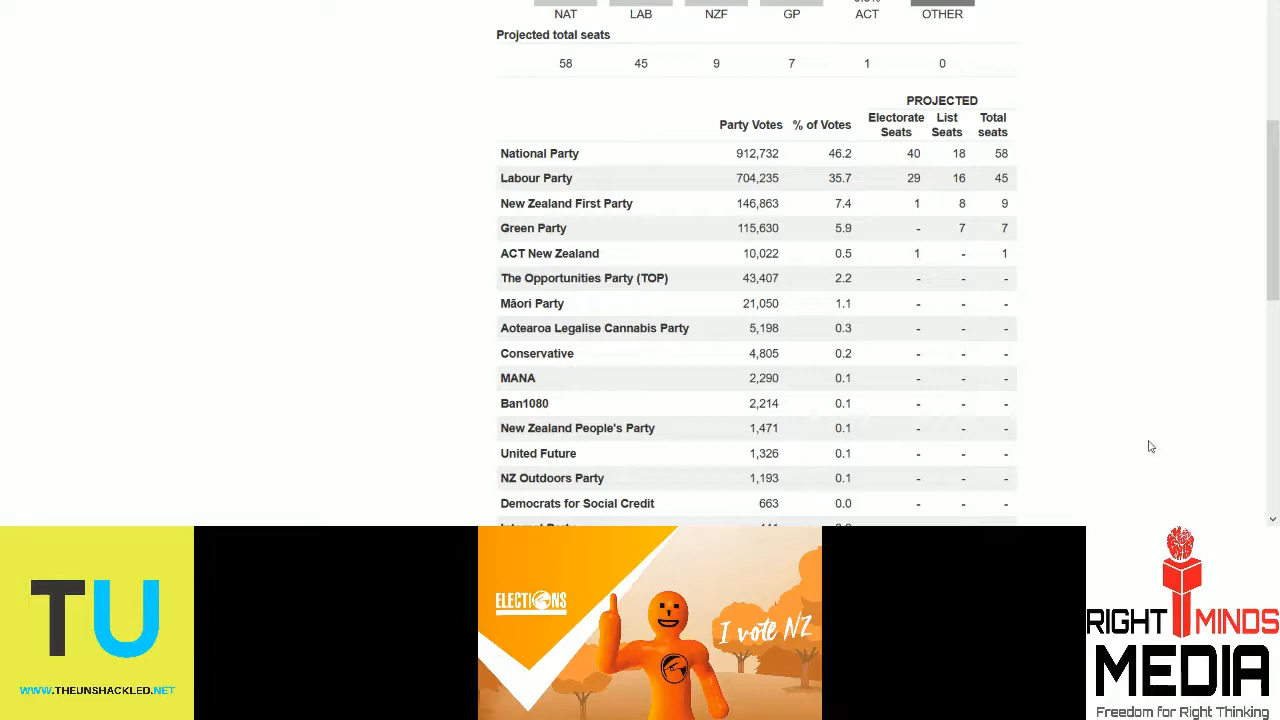 NAT LAB NZF GP ACT OTHER
Projected total seats
58 45 9 7 1 0
PROJECTED
Party Votes % of Votes Electorate Seats List Seats Total seats
National Party 912,732 46.2 40 18 58
Labour Party 704,235 35.7 29 16 45
New Zealand First Party 146,863 7.4 1 8 9
Green Party 115,630 5.9 - 7 7
ACT New Zealand 10,022 0.5 1 - 1
The Opportunities Party (TOP) 43,407 2.2 - - -
Māori Party 21,050 1.1 - - -
Aotearoa Legalise Cannabis Party 5,198 0.3 - - -
Conservative 4,805 0.2 - - -
MANA 2,290 0.1 - - -
Ban1080 2,214 0.1 - - -
New Zealand People's Party 1,471 0.1 - - -
United Future 1,326 0.1 - - -
NZ Outdoors Party 1,193 0.1 - - -
Democrats for Social Credit 663 0.0 - - -
TU
WWW.THEUNSHACKLED.NET
ELECTIONS
I vote NZ
RIGHT MINDS
MEDIA
Freedom for Right Thinking